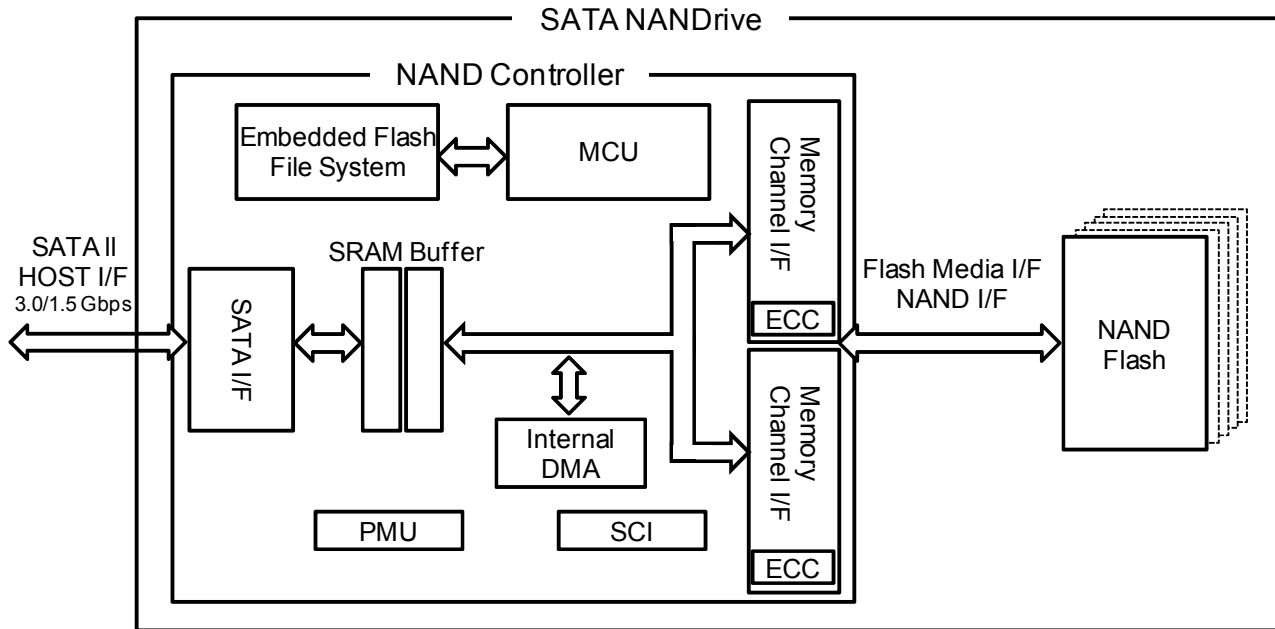 SATA NANDrive
NAND Controller
Embedded Flash
File System
MCU
Memory
Channel I/F
ECC
SATA II
HOST I/F
3.0/1.5 Gbps
SATA I/F
SRAM Buffer
Flash Media I/F
NAND I/F
NAND
Flash
Internal
DMA
Memory
Channel I/F
ECC
PMU
SCI